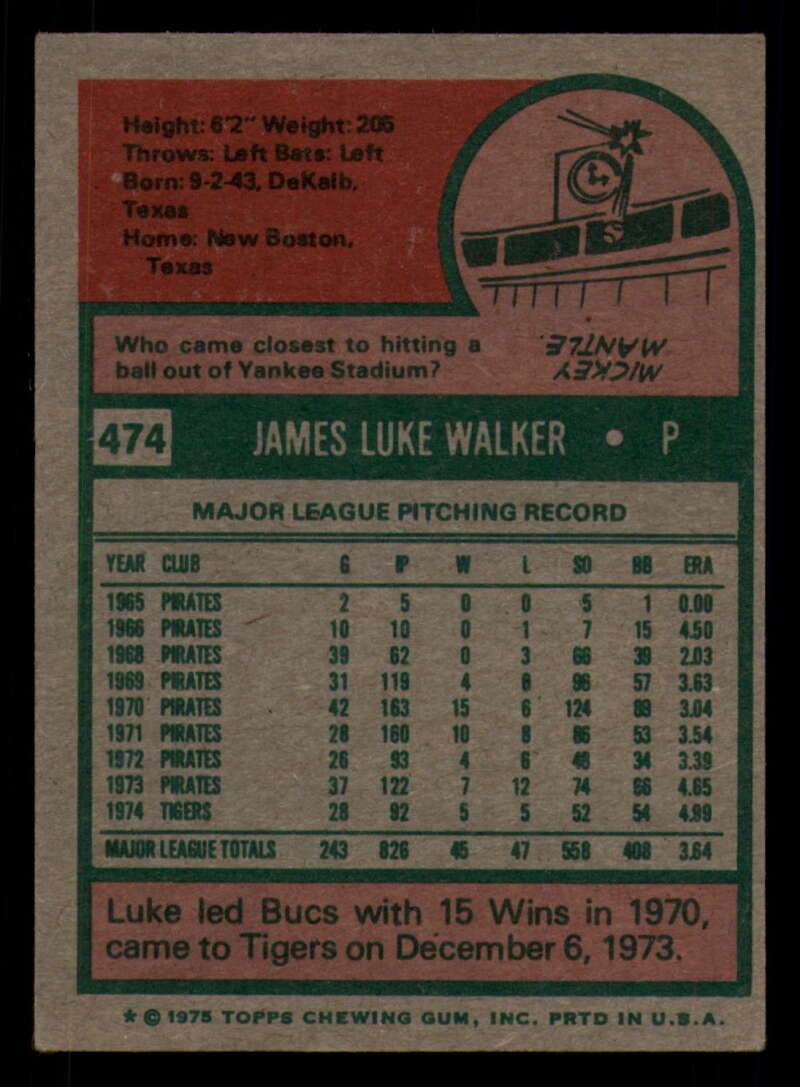 Height: 6'2" Weight: 205
Throws: Left Bats: Left
Born: 9-2-43, DeKalb,
Texas
Home: New Boston,
Texas
Who came closest to hitting a
ball out of Yankee Stadium?
MICKEY
MANTLE.
474 JAMES LUKE WALKER • P
MAJOR LEAGUE PITCHING RECORD
YEAR CLUB G IP W L SO BB ERA
1965 PIRATES 2 5 0 0 5 1 0.00
1966 PIRATES 10 10 0 1 7 15 4.50
1968 PIRATES 39 62 0 3 66 39 2.03
1969 PIRATES 31 119 4 6 96 57 3.63
1970 PIRATES 42 163 15 6 124 89 3.04
1971 PIRATES 28 160 10 8 86 53 3.54
1972 PIRATES 26 93 4 6 48 34 3.39
1973 PIRATES 37 122 7 12 74 66 4.65
1974 TIGERS 28 92 5 5 52 54 4.99
MAJOR LEAGUE TOTALS 243 826 45 47 558 408 3.64
Luke led Bucs with 15 Wins in 1970,
came to Tigers on December 6, 1973.
* © 1975 TOPPS CHEWING GUM, INC. PRTD IN U.S.A.